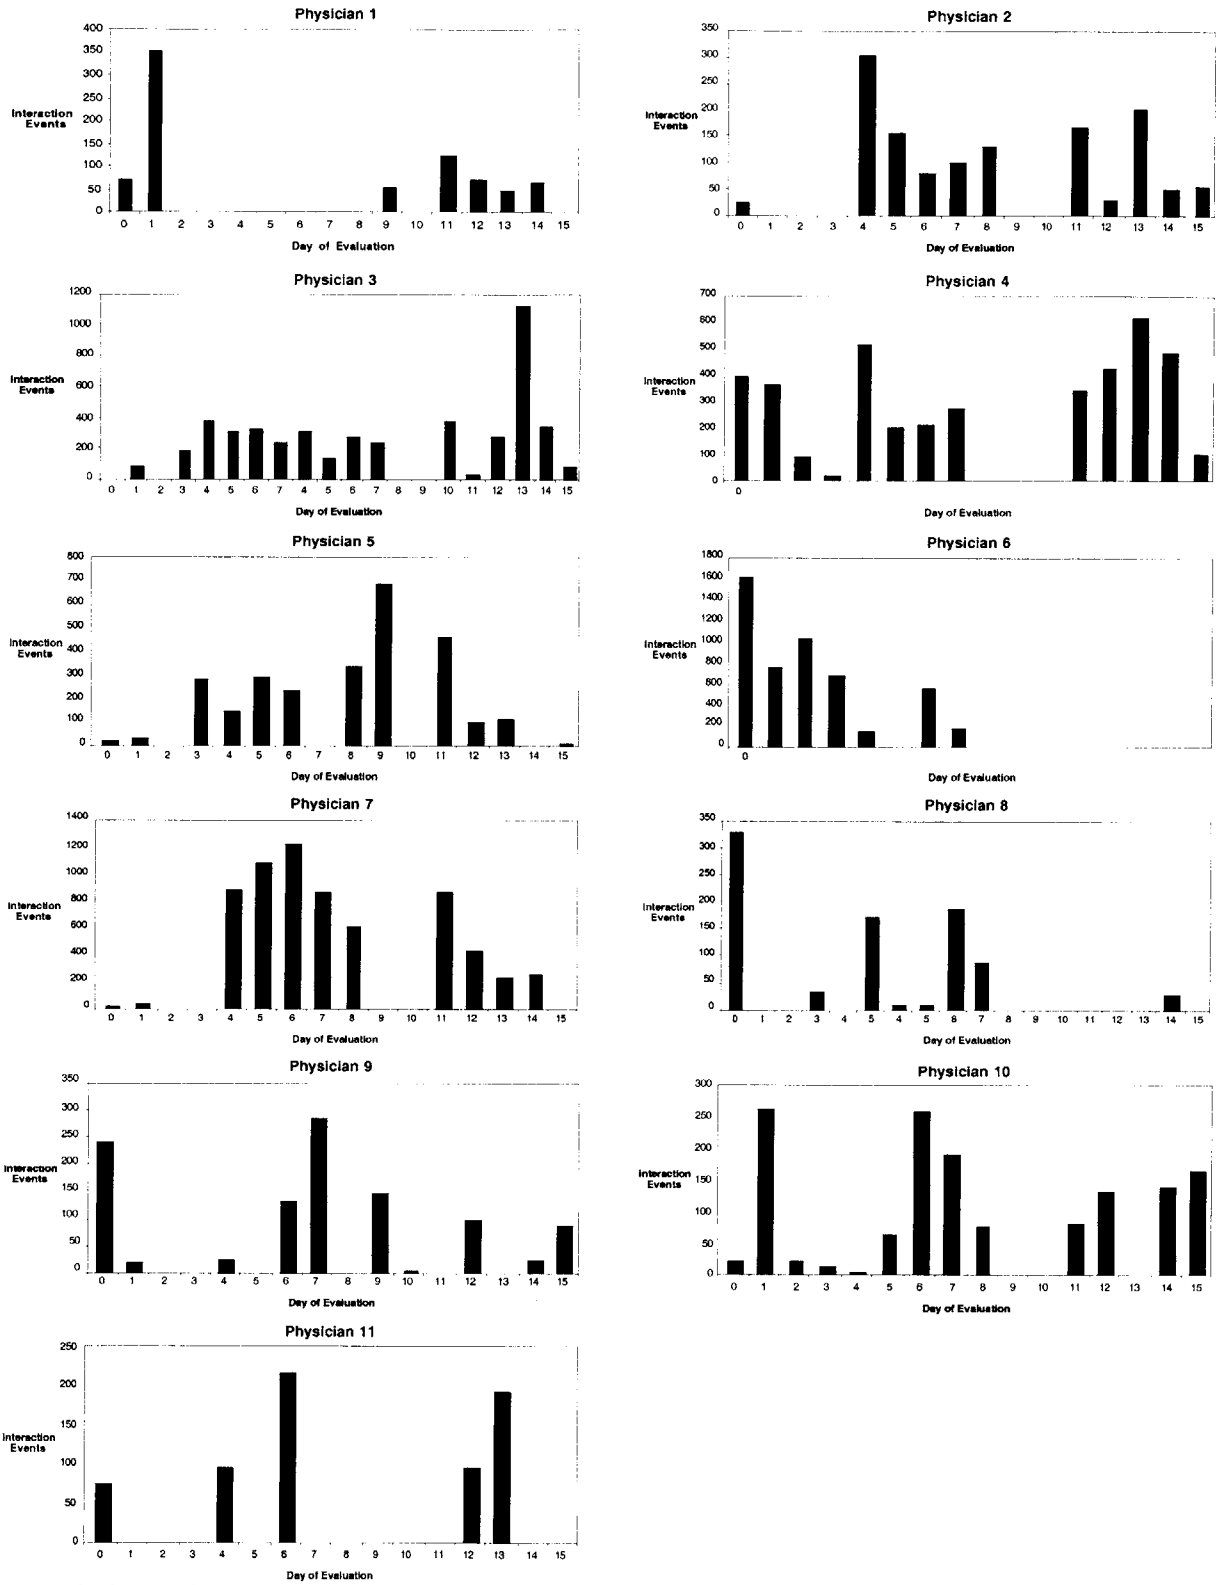 Physician 1
400
350
300
250
200
150
100
50
0
Interaction
Events
0 1 2 3 4 5 6 7 8 9 10 11 12 13 14 15
Day of Evaluation
Physician 2
350
300
250
200
150
100
50
0
Interaction
Events
0 1 2 3 4 5 6 7 8 9 10 11 12 13 14 15
Day of Evaluation
Physician 3
1200
1000
800
600
400
200
0
Interaction
Events
0 1 2 3 4 5 6 7 4 5 6 7 8 9 10 11 12 13 14 15
Day of Evaluation
Physician 4
700
600
500
400
300
200
100
0
Interaction
Events
0
Day of Evaluation
Physician 5
800
700
600
500
400
300
200
100
0
Interaction
Events
0 1 2 3 4 5 6 7 8 9 10 11 12 13 14 15
Day of Evaluation
Physician 6
1800
1600
1400
1200
1000
800
600
400
200
0
Interaction
Events
0
Day of Evaluation
Physician 7
1400
1200
1000
800
600
400
200
0
Interaction
Events
0 1 2 3 4 5 6 7 8 9 10 11 12 13 14 15
Day of Evaluation
Physician 8
350
300
250
200
150
100
50
0
Interaction
Events
0 1 2 3 4 5 4 5 6 7 8 9 10 11 12 13 14 15
Day of Evaluation
Physician 9
350
300
250
200
150
100
50
0
Interaction
Events
0 1 2 3 4 5 6 7 8 9 10 11 12 13 14 15
Day of Evaluation
Physician 10
300
250
200
150
100
50
0
Interaction
Events
0 1 2 3 4 5 6 7 8 9 10 11 12 13 14 15
Day of Evaluation
Physician 11
250
200
150
100
50
0
Interaction
Events
0 1 2 3 4 5 6 7 8 9 10 11 12 13 14 15
Day of Evaluation